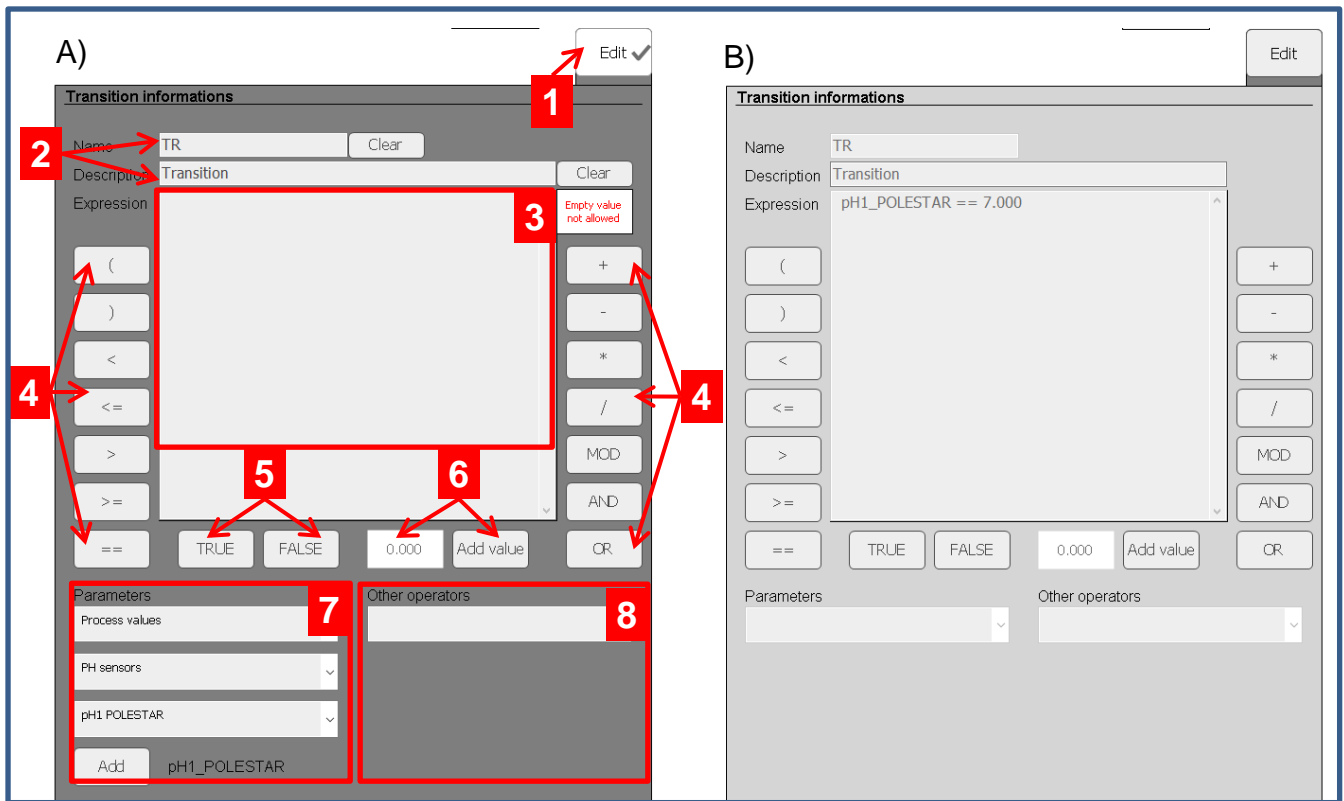 A)
Edit
1
Transition informations
2
Name TR Clear
Description Transition Clear
Expression
3
Empty value
not allowed
( +
) -
< *
4
<= /
4
> MOD
5
6
>= AND
== TRUE FALSE 0.000 Add value OR
Parameters
Process values
7
PH sensors
pH1 POLESTAR
Add pH1_POLESTAR
Other operators
8
B)
Edit
Transition informations
Name TR
Description Transition
Expression pH1_POLESTAR == 7.000
( +
) -
< *
<= /
> MOD
>= AND
== TRUE FALSE 0.000 Add value OR
Parameters Other operators